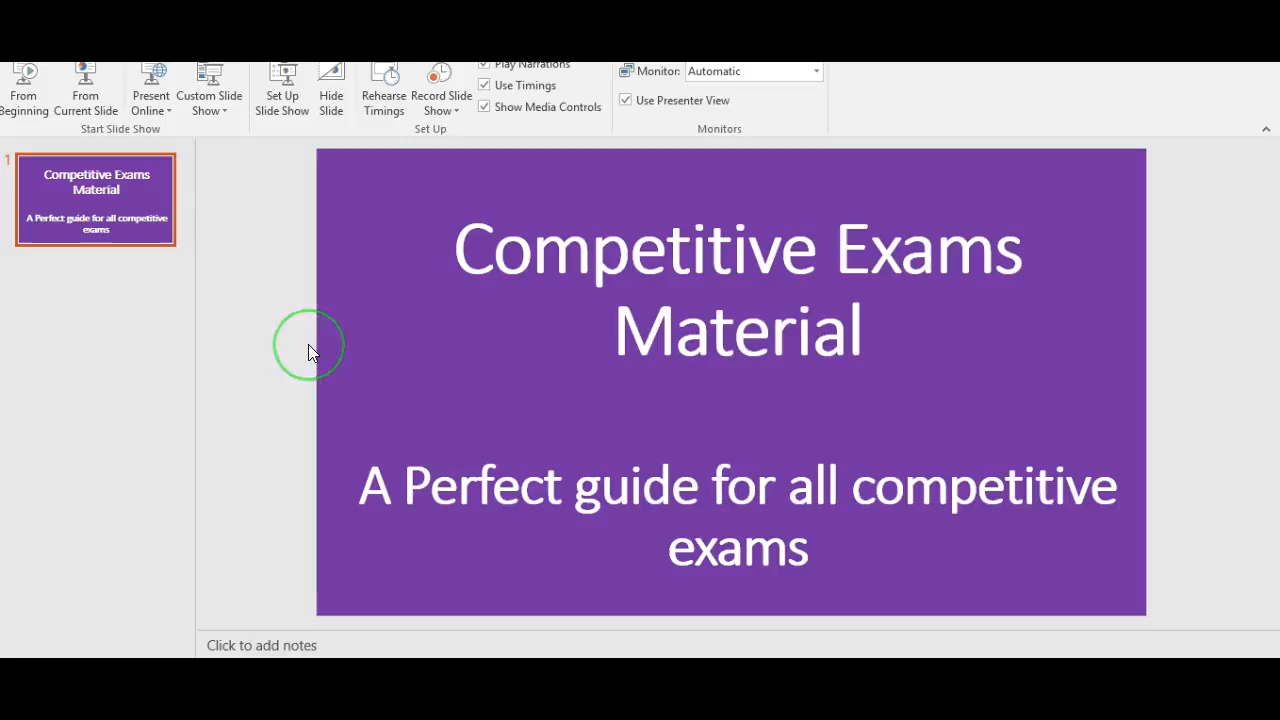 Play Narrations
Monitor: Automatic
From Beginning
From Current Slide
Present Online
Custom Slide Show
Set Up Slide Show
Hide Slide
Rehearse Timings
Record Slide Show
Use Timings
Show Media Controls
Use Presenter View
Start Slide Show
Set Up
Monitors
1
Competitive Exams
Material
A Perfect guide for all competitive
exams
Competitive Exams
Material
A Perfect guide for all competitive
exams
Click to add notes